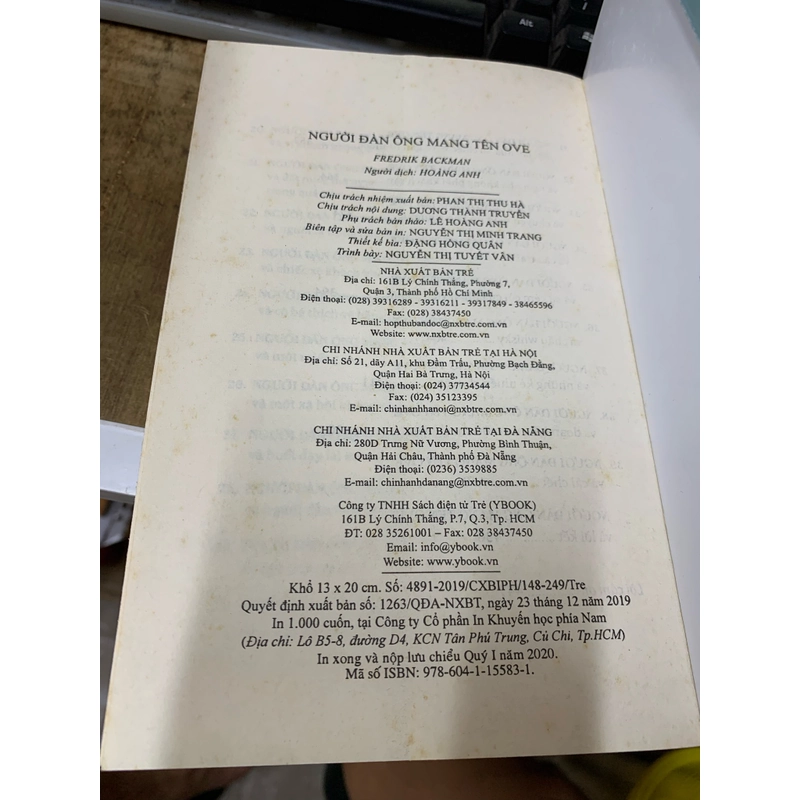 NGƯỜI ĐÀN ÔNG MANG TÊN OVE
FREDRIK BACKMAN
Người dịch: HOÀNG ANH
Chịu trách nhiệm xuất bản: PHAN THỊ THU HÀ
Chịu trách nội dung: DƯƠNG THÀNH TRUYỀN
Phụ trách bản thảo: LÊ HOÀNG ANH
Biên tập và sửa bản in: NGUYỄN THỊ MINH TRANG
Thiết kế bìa: ĐẶNG HỒNG QUÂN
Trình bày: NGUYỄN THỊ TUYẾT VÂN
NHÀ XUẤT BẢN TRẺ
Địa chỉ: 161B Lý Chính Thắng, Phường 7,
Quận 3, Thành phố Hồ Chí Minh
Điện thoại: (028) 39316289 - 39316211 - 39317849 - 38465596
Fax: (028) 38437450
E-mail: hopthubandoc@nxbtre.com.vn
Website: www.nxbtre.com.vn
CHI NHÁNH NHÀ XUẤT BẢN TRẺ TẠI HÀ NỘI
Địa chỉ: Số 21, dãy A11, khu Đầm Trấu, Phường Bạch Đằng,
Quận Hai Bà Trưng, Hà Nội
Điện thoại: (024) 37734544
Fax: (024) 35123395
E-mail: chinhanhhanoi@nxbtre.com.vn
CHI NHÁNH NHÀ XUẤT BẢN TRẺ TẠI ĐÀ NẴNG
Địa chỉ: 280D Trưng Nữ Vương, Phường Bình Thuận,
Quận Hải Châu, Thành phố Đà Nẵng
Điện thoại: (0236) 3539885
E-mail: chinhanhdanang@nxbtre.com.vn
Công ty TNHH Sách điện tử Trẻ (YBOOK)
161B Lý Chính Thắng, P.7, Q.3, Tp. HCM
ĐT: 028 35261001 – Fax: 028 38437450
Email: info@ybook.vn
Website: www.ybook.vn
Khổ 13 x 20 cm. Số: 4891-2019/CXBIPH/148-249/Tre
Quyết định xuất bản số: 1263/QĐA-NXBT, ngày 23 tháng 12 năm 2019
In 1.000 cuốn, tại Công ty Cổ phần In Khuyến học phía Nam
(Địa chỉ: Lô B5-8, đường D4, KCN Tân Phú Trung, Củ Chi, Tp.HCM)
In xong và nộp lưu chiểu Quý I năm 2020.
Mã số ISBN: 978-604-1-15583-1.
Alt